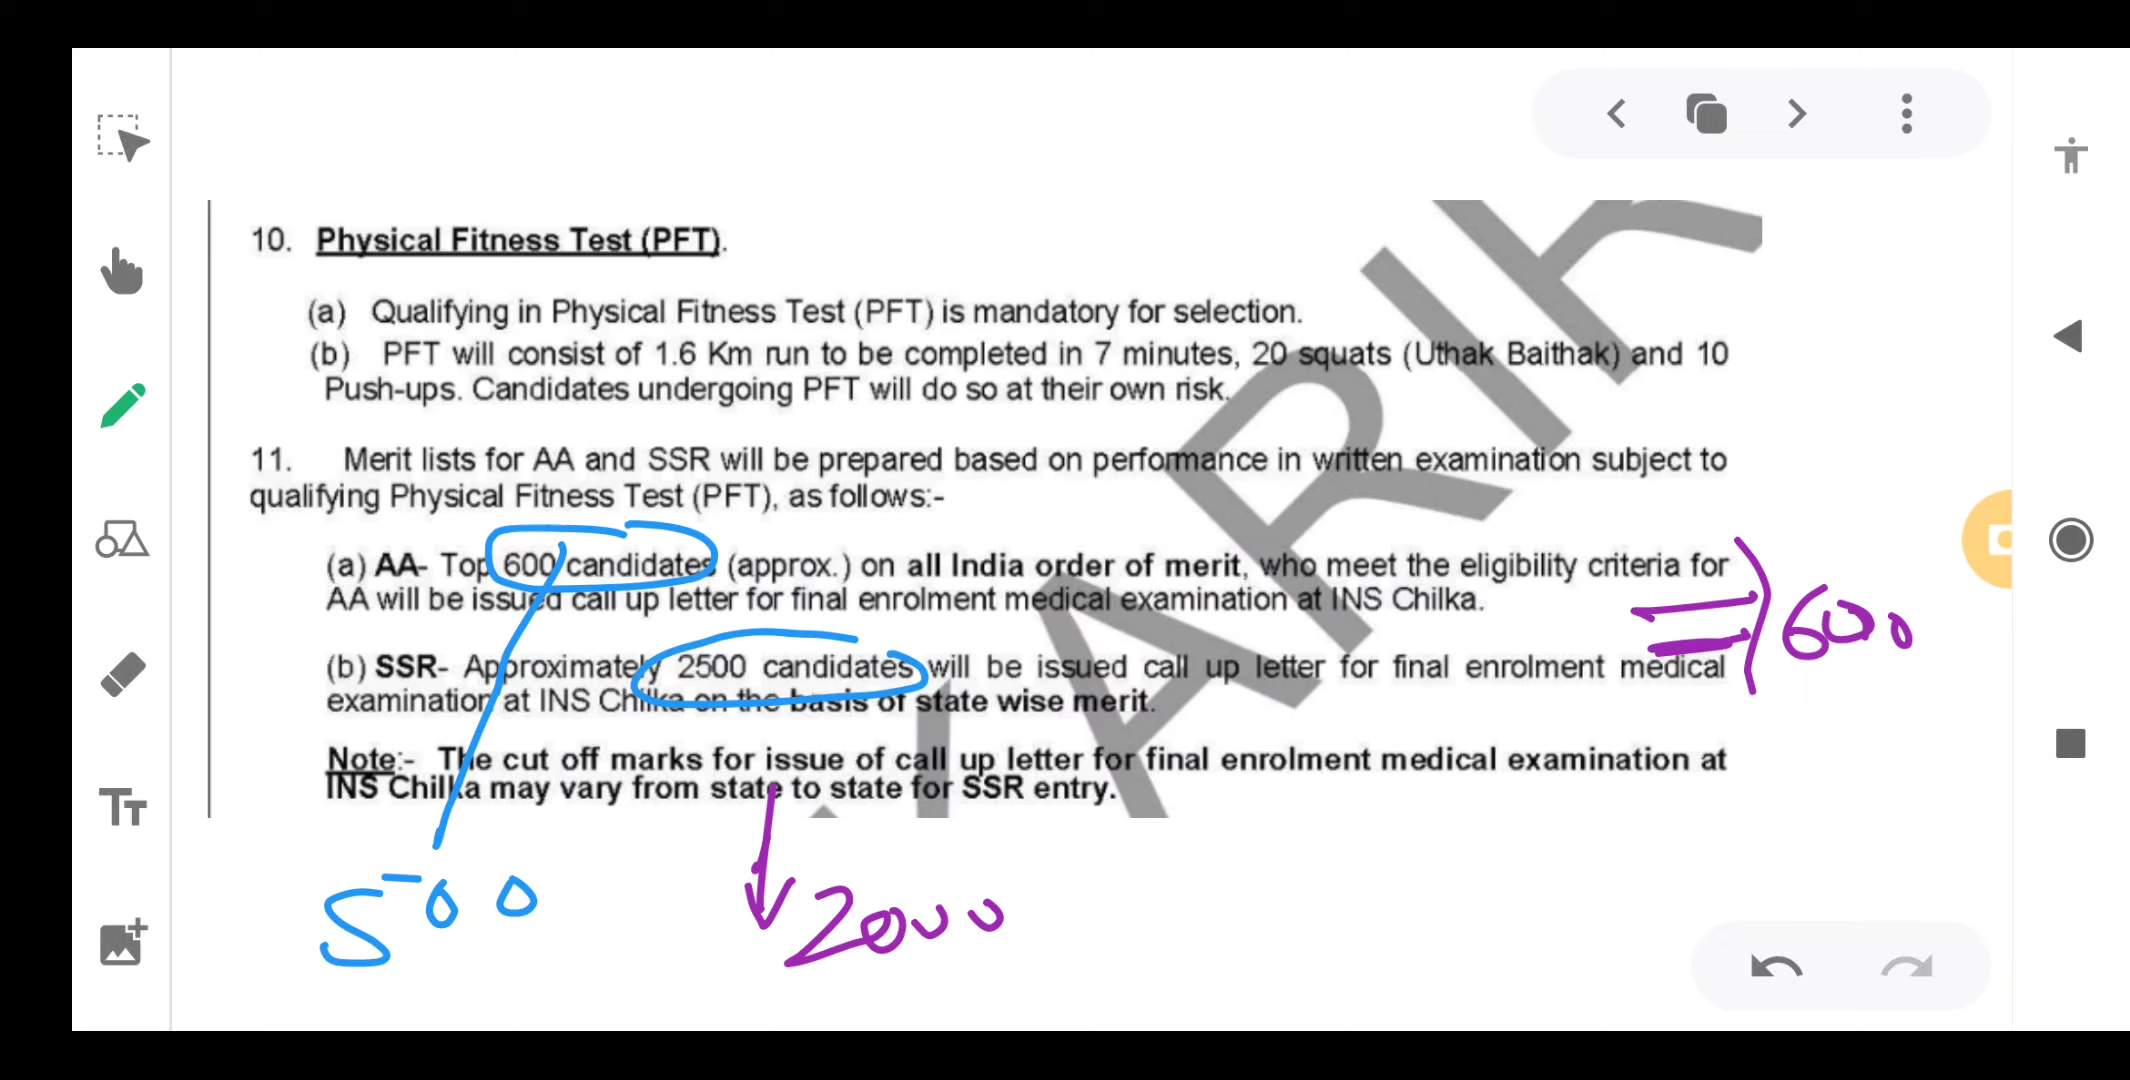 10. Physical Fitness Test (PFT).
(a) Qualifying in Physical Fitness Test (PFT) is mandatory for selection.
(b) PFT will consist of 1.6 Km run to be completed in 7 minutes, 20 squats (Uthak Baithak) and 10
Push-ups. Candidates undergoing PFT will do so at their own risk.
11. Merit lists for AA and SSR will be prepared based on performance in written examination subject to
qualifying Physical Fitness Test (PFT), as follows:-
(a) AA- Top 600 candidates (approx.) on all India order of merit, who meet the eligibility criteria for
AA will be issued call up letter for final enrolment medical examination at INS Chilka.
600
(b) SSR- Approximately 2500 candidates will be issued call up letter for final enrolment medical
examination at INS Chilka on the basis of state wise merit.
Note:- The cut off marks for issue of call up letter for final enrolment medical examination at
INS Chilka may vary from state to state for SSR entry.
500
2000
TT